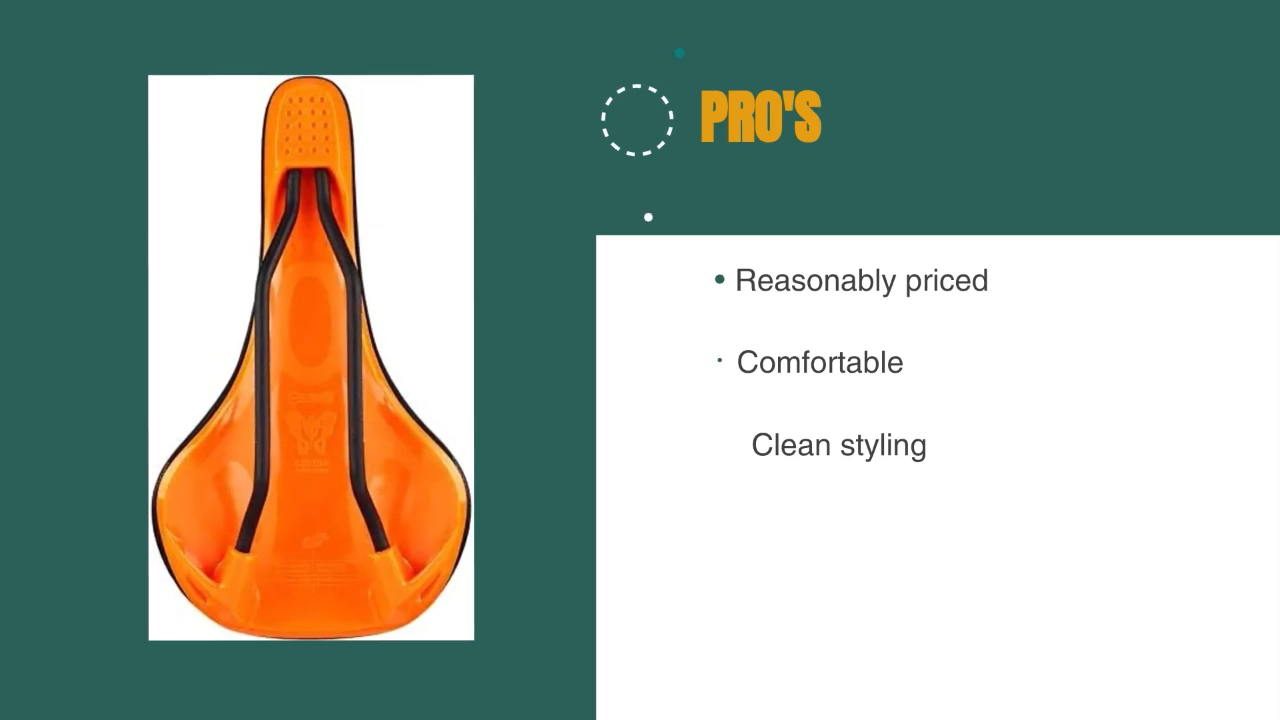 PRO'S
• Reasonably priced
• Comfortable
Clean styling